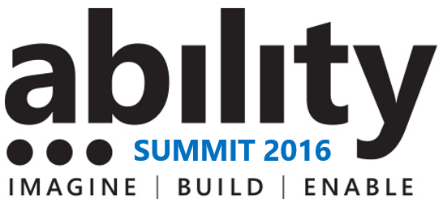 ability
SUMMIT 2016
IMAGINE | BUILD | ENABLE